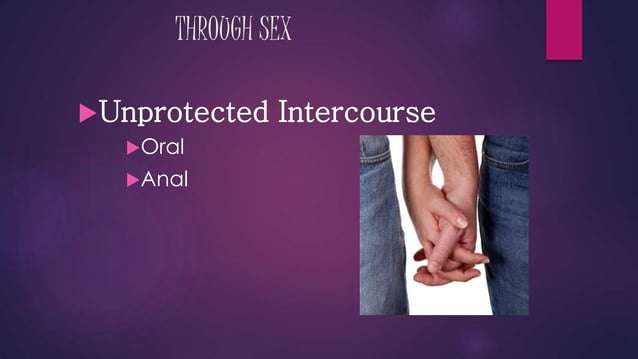 THROUGH SEX
Unprotected Intercourse
Oral
Anal